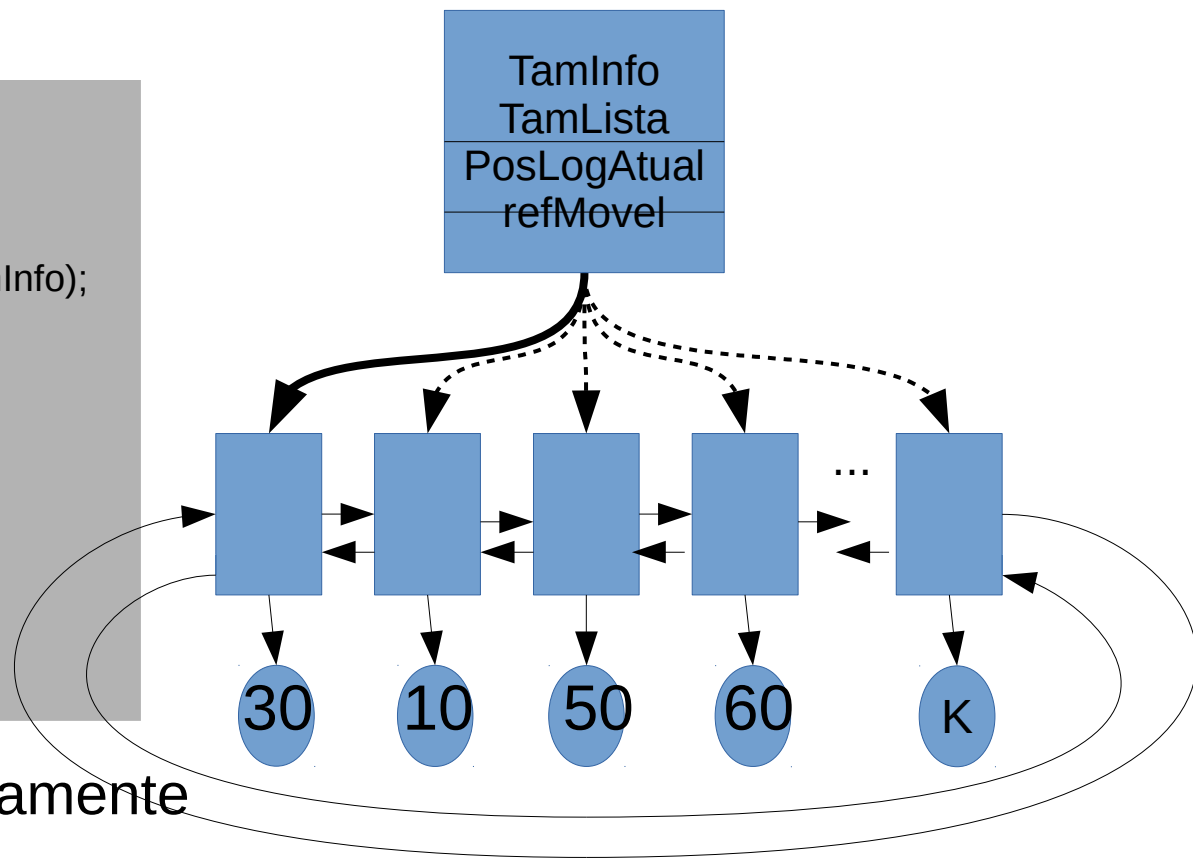 TamInfo
TamLista
PosLogAtual
refMovel
Info);
...
30 10 50 60 K
amente